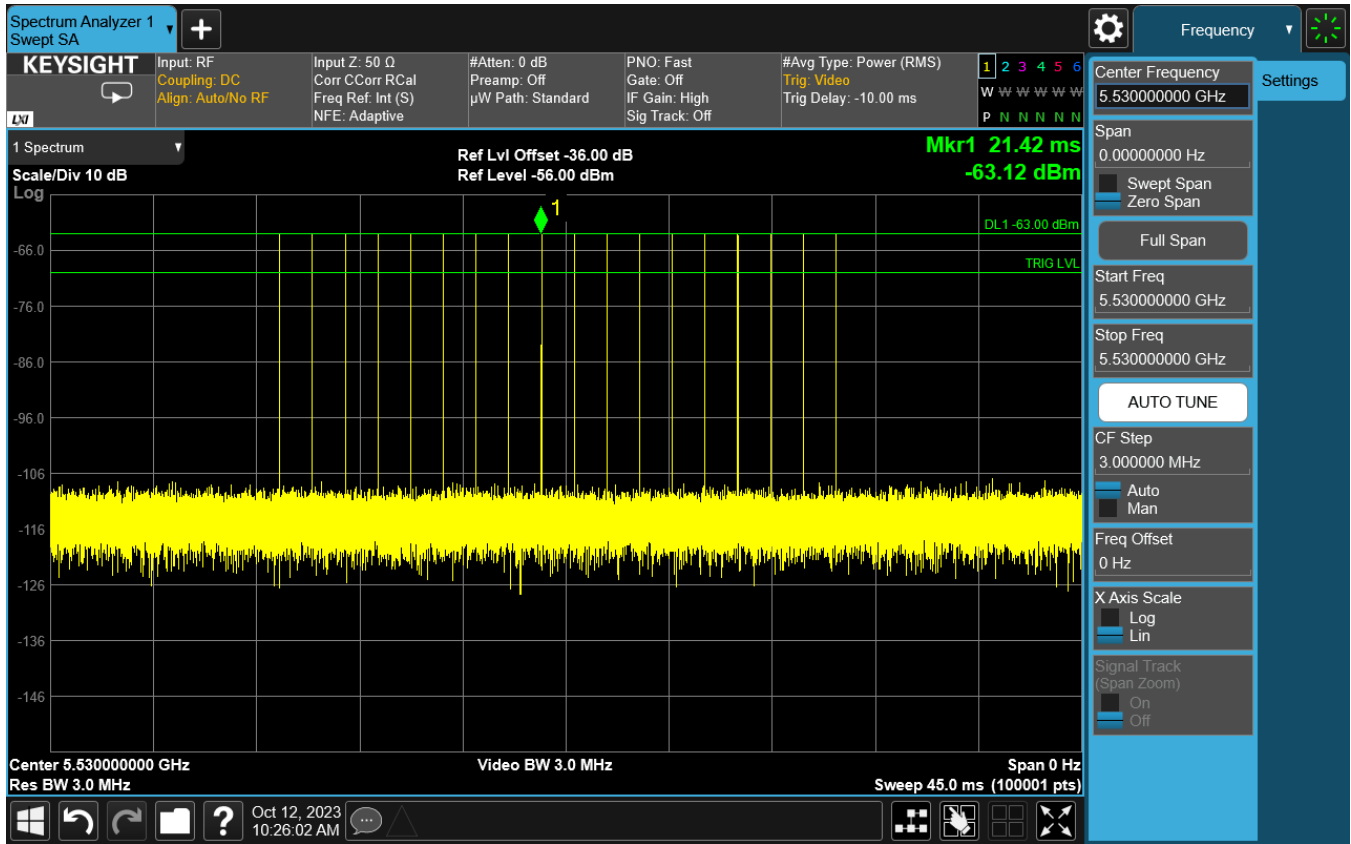 Spectrum Analyzer 1
Swept SA
Frequency
KEYSIGHT
LXI
Input: RF
Coupling: DC
Align: Auto/No RF
Input Z: 50 Ω
Corr CCorr RCal
Freq Ref: Int (S)
NFE: Adaptive
#Atten: 0 dB
Preamp: Off
µW Path: Standard
PNO: Fast
Gate: Off
IF Gain: High
Sig Track: Off
#Avg Type: Power (RMS)
Trig: Video
Trig Delay: -10.00 ms
1 2 3 4 5 6
W W W W W W
P N N N N N
1 Spectrum
Scale/Div 10 dB
Log
Ref Lvl Offset -36.00 dB
Ref Level -56.00 dBm
Mkr1 21.42 ms
-63.12 dBm
1
DL1 -63.00 dBm
TRIG LVL
-66.0
-76.0
-86.0
-96.0
-106
-116
-126
-136
-146
Center 5.530000000 GHz
Res BW 3.0 MHz
Video BW 3.0 MHz
Span 0 Hz
Sweep 45.0 ms (100001 pts)
Oct 12, 2023
10:26:02 AM
Center Frequency
5.530000000 GHz
Settings
Span
0.00000000 Hz
Swept Span
Zero Span
Full Span
Start Freq
5.530000000 GHz
Stop Freq
5.530000000 GHz
AUTO TUNE
CF Step
3.000000 MHz
Auto
Man
Freq Offset
0 Hz
X Axis Scale
Log
Lin
Signal Track
(Span Zoom)
On
Off